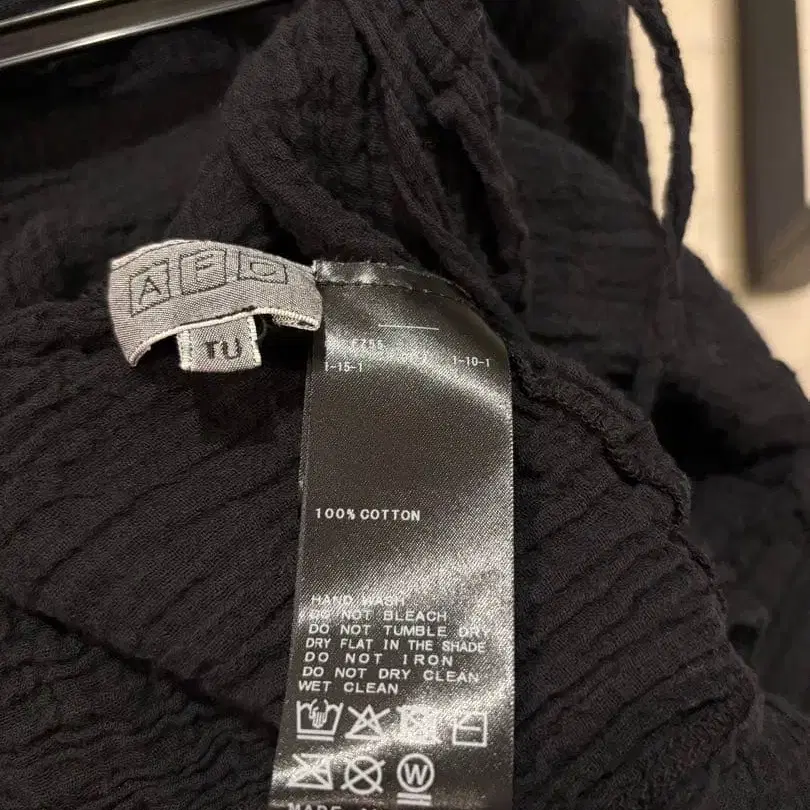 TU
1-15-1
1-10-1
100% COTTON
HAND WASH
DO NOT BLEACH
DO NOT TUMBLE DRY
DRY FLAT IN THE SHADE
DO NOT IRON
DO NOT DRY CLEAN
WET CLEAN
W
MADE